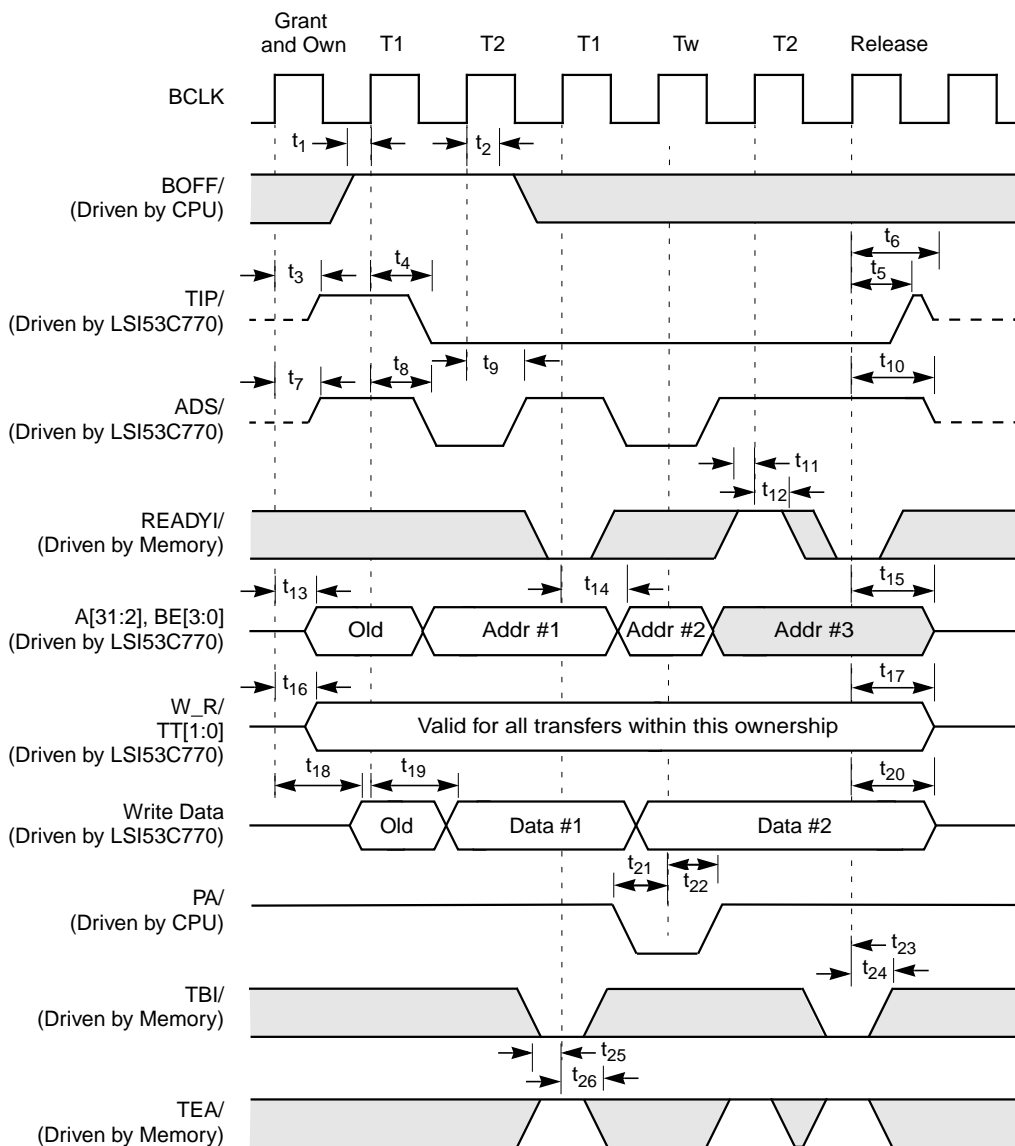 Grant
and Own
T1
T2
T1
Tw
T2
Release
BCLK
t1
t2
BOFF/
(Driven by CPU)
t6
t3
t4
t5
TIP/
(Driven by LSI53C770)
t7
t8
t9
t10
ADS/
(Driven by LSI53C770)
t11
t12
READYI/
(Driven by Memory)
t13
t14
t15
A[31:2], BE[3:0]
(Driven by LSI53C770)
Old
Addr #1
Addr #2
Addr #3
t16
t17
W_R/
TT[1:0]
(Driven by LSI53C770)
Valid for all transfers within this ownership
t18
t19
t20
Write Data
(Driven by LSI53C770)
Old
Data #1
Data #2
t21
t22
PA/
(Driven by CPU)
t23
t24
TBI/
(Driven by Memory)
t25
t26
TEA/
(Driven by Memory)